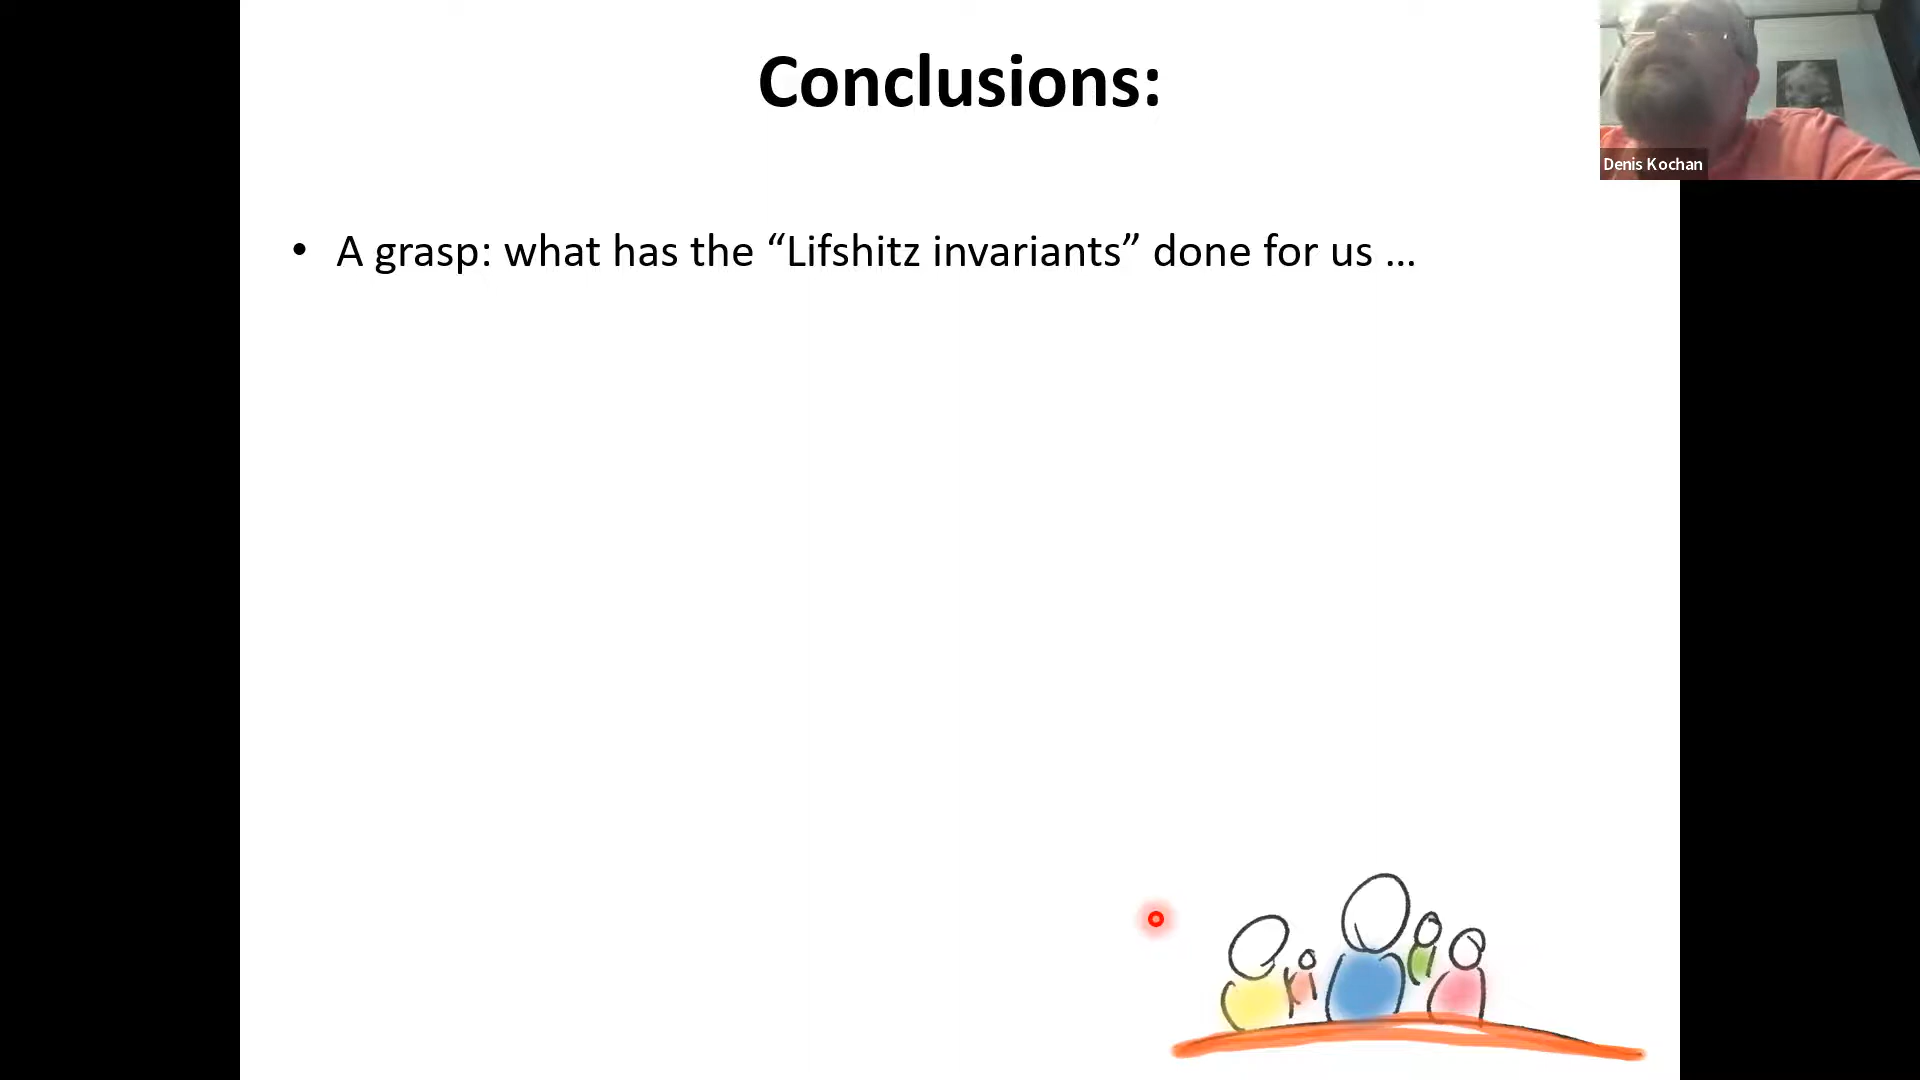 Conclusions:
Denis Kochan
• A grasp: what has the “Lifshitz invariants” done for us ...